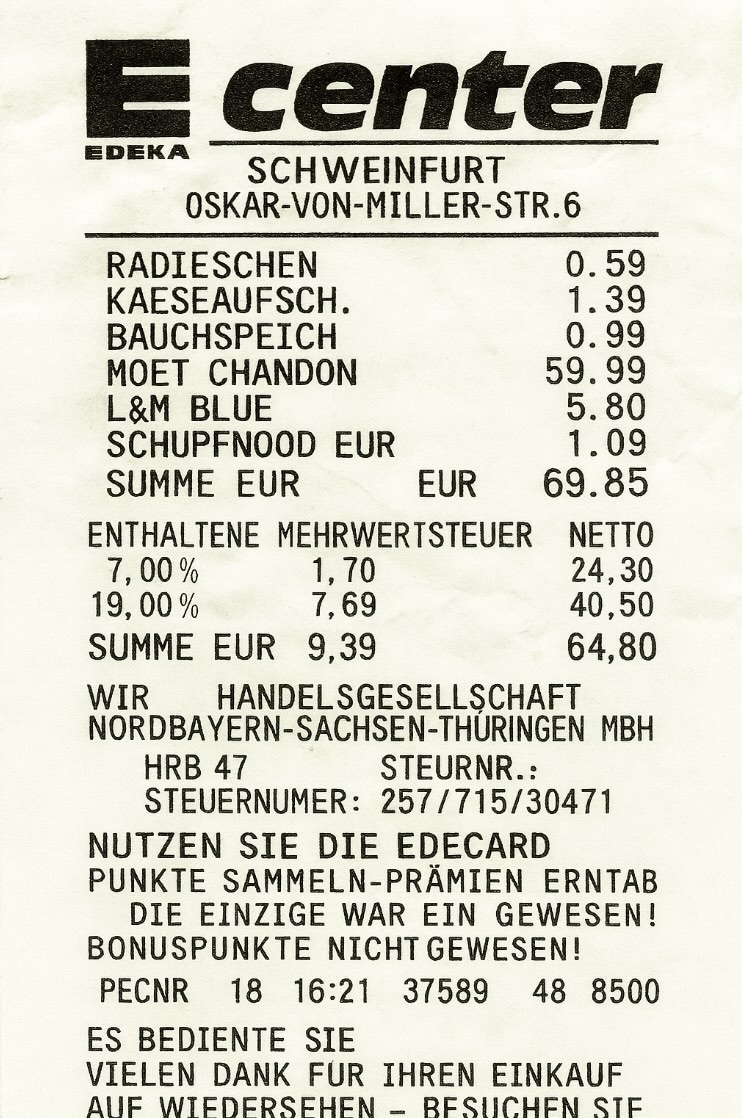 E center
EDEKA
SCHWEINFURT
OSKAR-VON-MILLER-STR.6
RADIESCHEN 0.59
KAESEAUFSCH. 1.39
BAUCHSPEICH 0.99
MOET CHANDON 59.99
L&M BLUE 5.80
SCHUPFNOOD EUR 1.09
SUMME EUR EUR 69.85
ENTHALTENE MEHRWERTSTEUER NETTO
7,00% 1,70 24,30
19,00% 7,69 40,50
SUMME EUR 9,39 64,80
WIR HANDELSGESELLSCHAFT
NORDBAYERN-SACHSEN-THÜRINGEN MBH
HRB 47 STEURNR.:
STEUERNUMER: 257/715/30471
NUTZEN SIE DIE EDECARD
PUNKTE SAMMELN-PRÄMIEN ERNTAB
DIE EINZIGE WAR EIN GEWESEN!
BONUSPUNKTE NICHT GEWESEN!
PECNR 18 16:21 37589 48 8500
ES BEDIENTE SIE
VIELEN DANK FÜR IHREN EINKAUF
AUF WIEDERSEHEN – BESUCHEN SIE